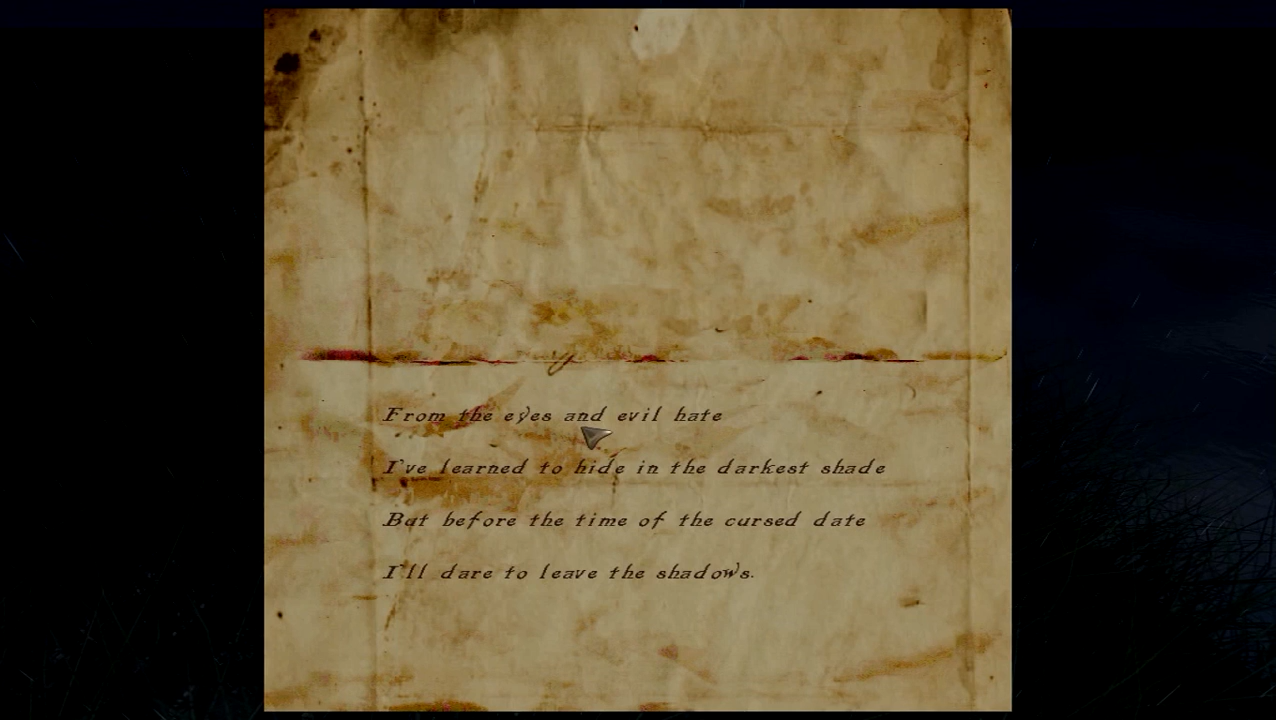 From the eyes and evil hate
I've learned to hide in the darkest shade
But before the time of the cursed date
I'll dare to leave the shadows.